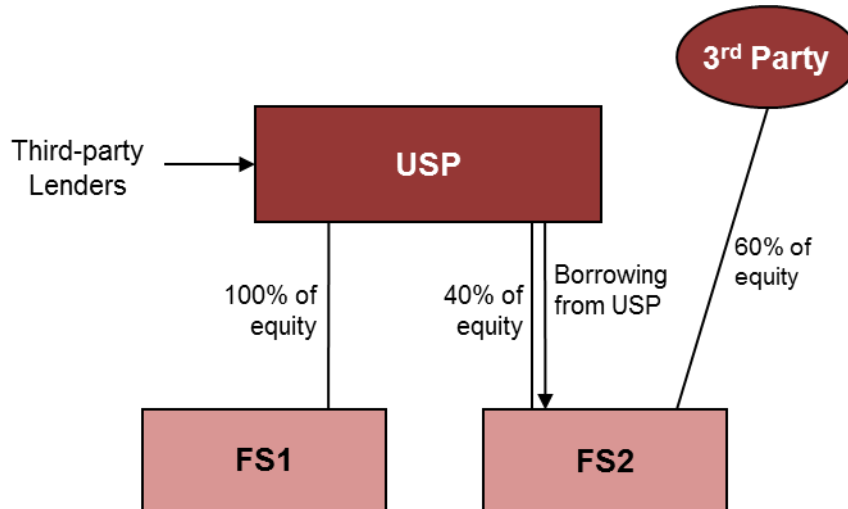 3rd Party
Third-party
Lenders
USP
100% of
equity
40% of
equity
Borrowing
from USP
60% of
equity
FS1
FS2